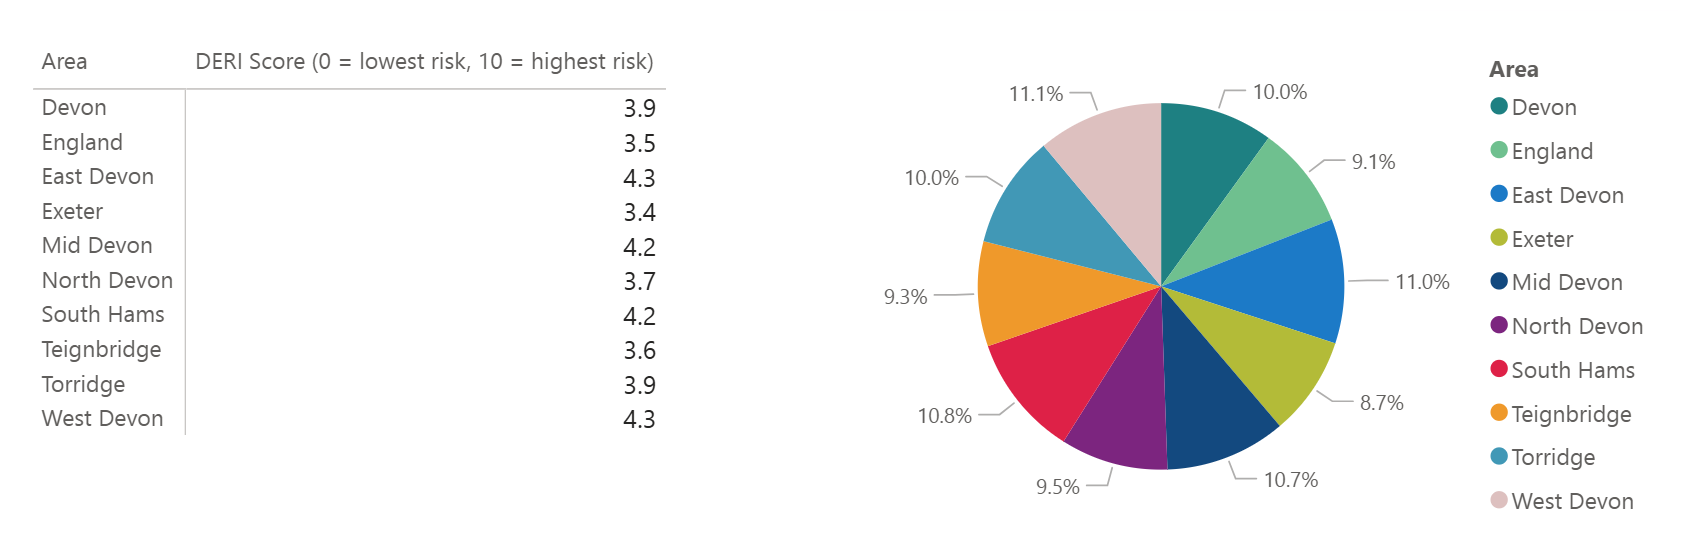 Area DERI Score (0 = lowest risk, 10 = highest risk)
Devon 3.9
England 3.5
East Devon 4.3
Exeter 3.4
Mid Devon 4.2
North Devon 3.7
South Hams 4.2
Teignbridge 3.6
Torridge 3.9
West Devon 4.3
10.0%
9.1%
11.0%
8.7%
10.7%
9.5%
10.8%
9.3%
10.0%
11.1%
Area
Devon
England
East Devon
Exeter
Mid Devon
North Devon
South Hams
Teignbridge
Torridge
West Devon